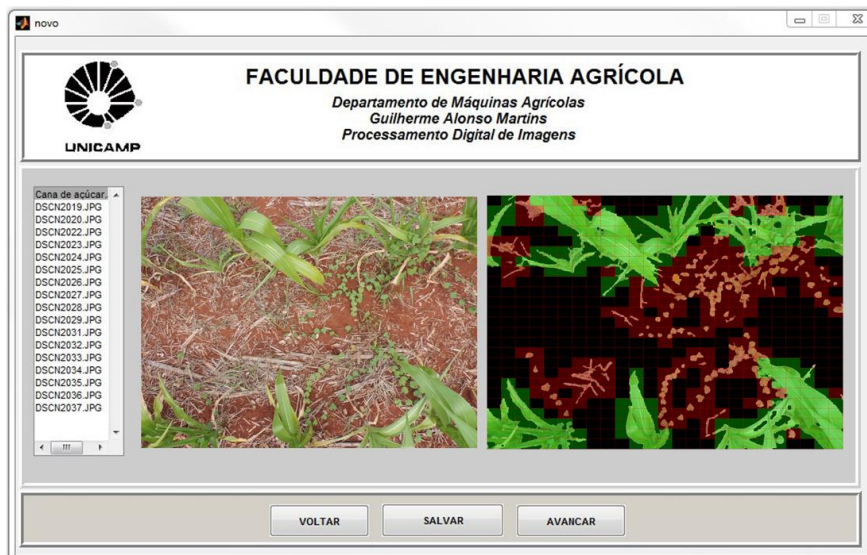 novo
UNICAMP
FACULDADE DE ENGENHARIA AGRÍCOLA
Departamento de Máquinas Agrícolas
Guilherme Alonso Martins
Processamento Digital de Imagens
Cana de açúcar.
DSCN2019.JPG
DSCN2020.JPG
DSCN2022.JPG
DSCN2023.JPG
DSCN2024.JPG
DSCN2025.JPG
DSCN2026.JPG
DSCN2027.JPG
DSCN2028.JPG
DSCN2029.JPG
DSCN2031.JPG
DSCN2032.JPG
DSCN2033.JPG
DSCN2034.JPG
DSCN2035.JPG
DSCN2036.JPG
DSCN2037.JPG
VOLTAR
SALVAR
AVANCAR